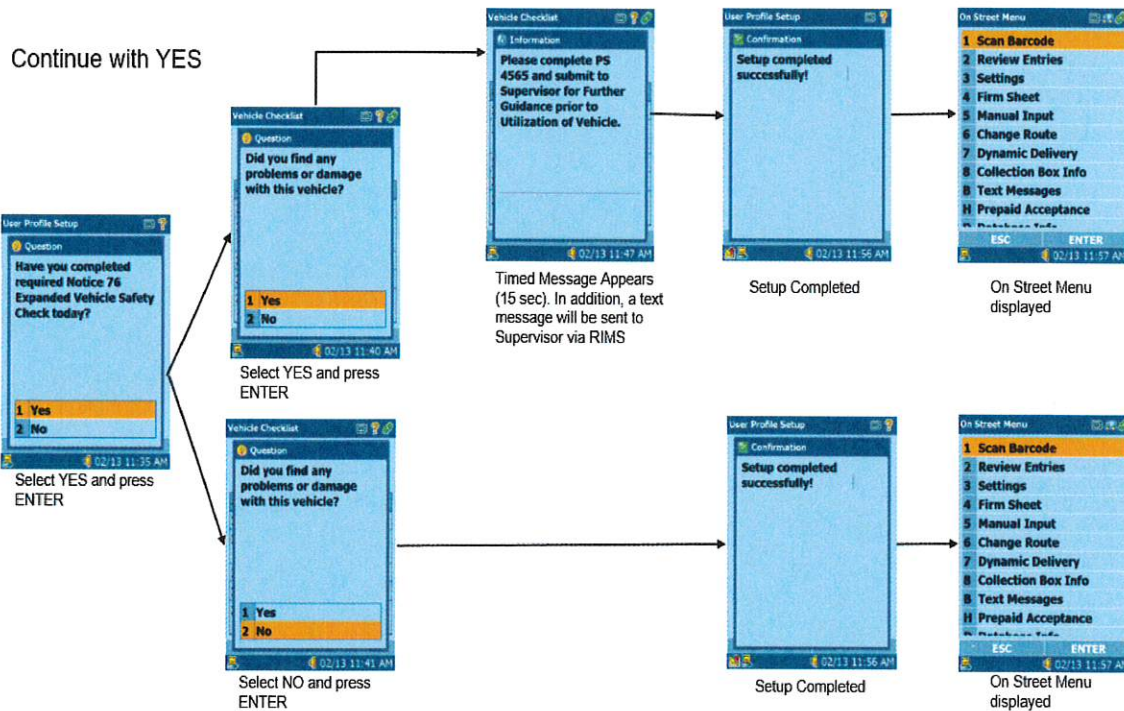 Continue with YES
User Profile Setup
Question
Have you completed
required Notice 76
Expanded Vehicle Safety
Check today?
1 Yes
2 No
02/13 11:35 AM
Select YES and press
ENTER
Vehicle Checklist
Question
Did you find any
problems or damage
with this vehicle?
1 Yes
2 No
02/13 11:40 AM
Select YES and press
ENTER
Vehicle Checklist
Information
Please complete PS
4565 and submit to
Supervisor for Further
Guidance prior to
Utilization of Vehicle.
02/13 11:47 AM
Timed Message Appears
(15 sec). In addition, a text
message will be sent to
Supervisor via RIMS
User Profile Setup
Confirmation
Setup completed
successfully!
02/13 11:56 AM
Setup Completed
On Street Menu
1 Scan Barcode
2 Review Entries
3 Settings
4 Firm Sheet
5 Manual Input
6 Change Route
7 Dynamic Delivery
8 Collection Box Info
B Text Messages
H Prepaid Acceptance
D Database Info
ESC ENTER
02/13 11:57 AM
On Street Menu
displayed
Vehicle Checklist
Question
Did you find any
problems or damage
with this vehicle?
1 Yes
2 No
02/13 11:41 AM
Select NO and press
ENTER
User Profile Setup
Confirmation
Setup completed
successfully!
02/13 11:56 AM
Setup Completed
On Street Menu
1 Scan Barcode
2 Review Entries
3 Settings
4 Firm Sheet
5 Manual Input
6 Change Route
7 Dynamic Delivery
8 Collection Box Info
B Text Messages
H Prepaid Acceptance
D Database Info
ESC ENTER
02/13 11:57 AM
On Street Menu
displayed